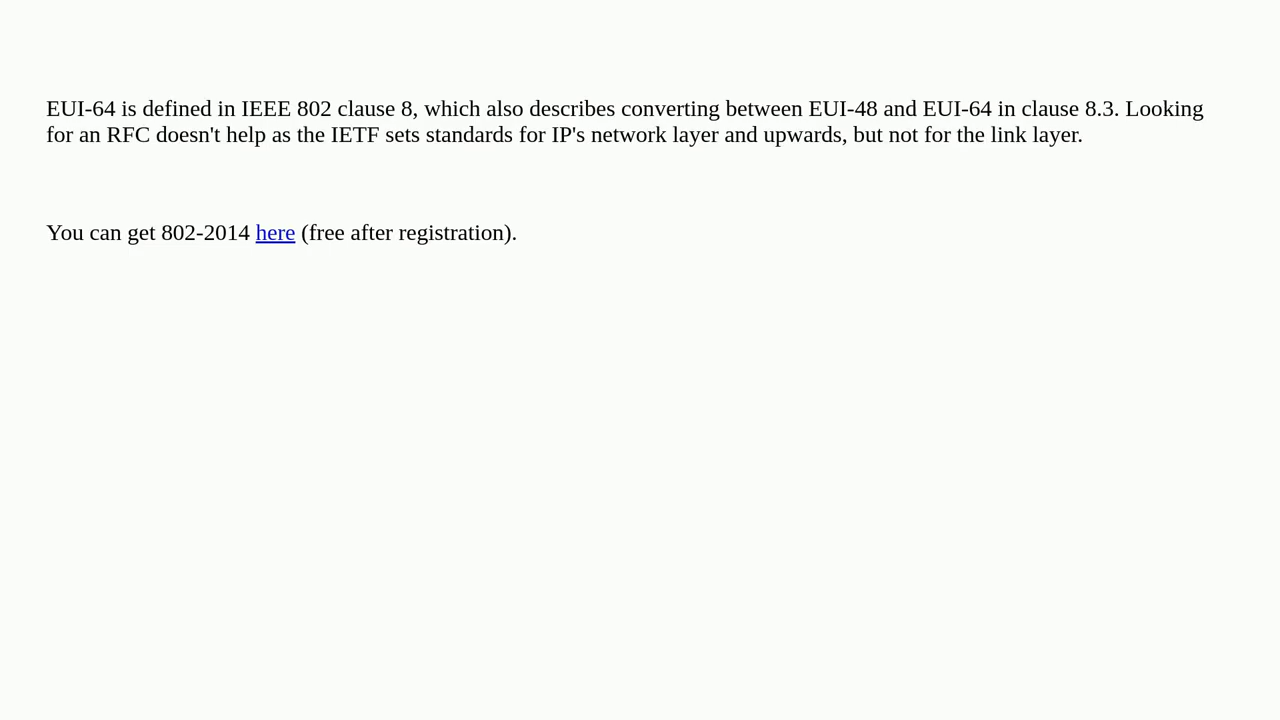 EUI-64 is defined in IEEE 802 clause 8, which also describes converting between EUI-48 and EUI-64 in clause 8.3. Looking
for an RFC doesn't help as the IETF sets standards for IP's network layer and upwards, but not for the link layer.
You can get 802-2014 here (free after registration).